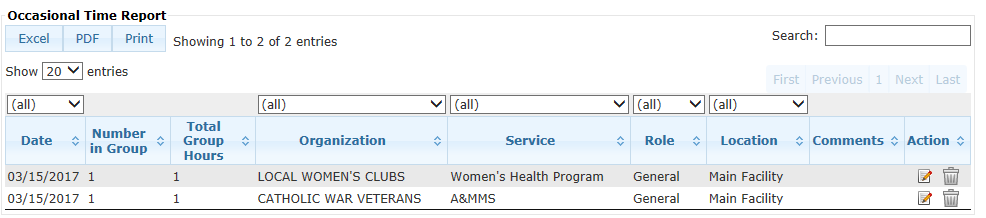 Occasional Time Report
Excel PDF Print Showing 1 to 2 of 2 entries Search:
Show 20 entries
First Previous 1 Next Last
(all) (all) (all) (all) (all)
Date Number in Group Total Group Hours Organization Service Role Location Comments Action
03/15/2017 1 1 LOCAL WOMEN'S CLUBS Women's Health Program General Main Facility
03/15/2017 1 1 CATHOLIC WAR VETERANS A&MMS General Main Facility